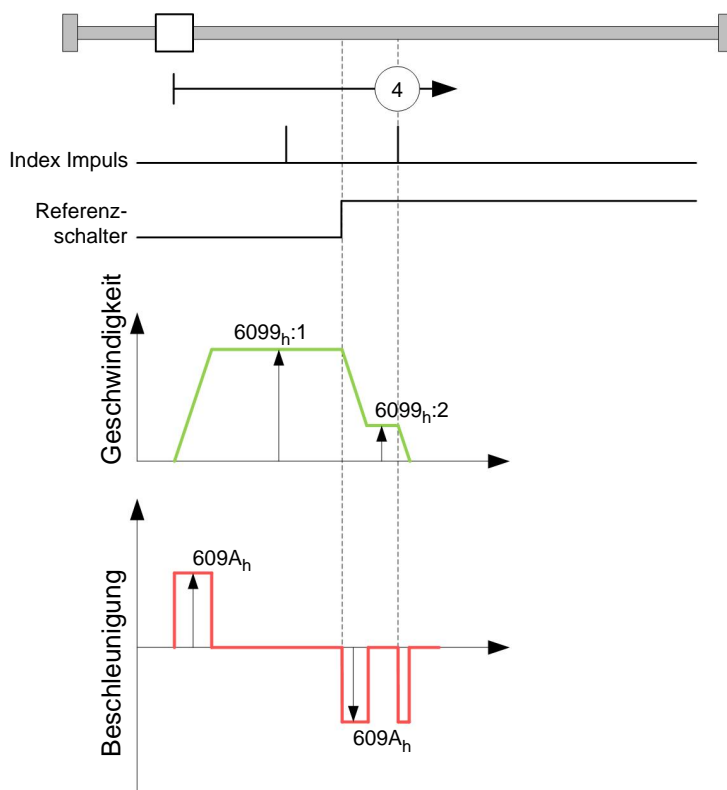 4
Index Impuls
Referenz-
schalter
Geschwindigkeit
6099h:1
6099h:2
Beschleunigung
609Ah
609Ah